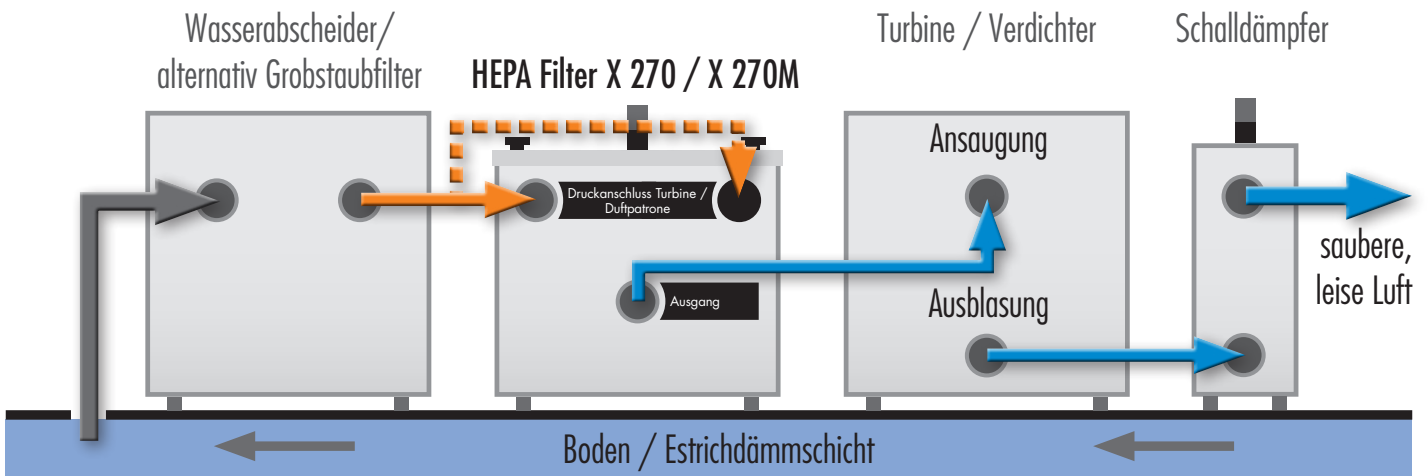 Wasserabscheider/
alternativ Grobstaubfilter
HEPA Filter X 270 / X 270M
Turbine / Verdichter
Schalldämpfer
Druckanschluss Turbine /
Duftpatrone
Ausgang
Ansaugung
Ausblasung
saubere,
leise Luft
Boden / Estrichdämmschicht